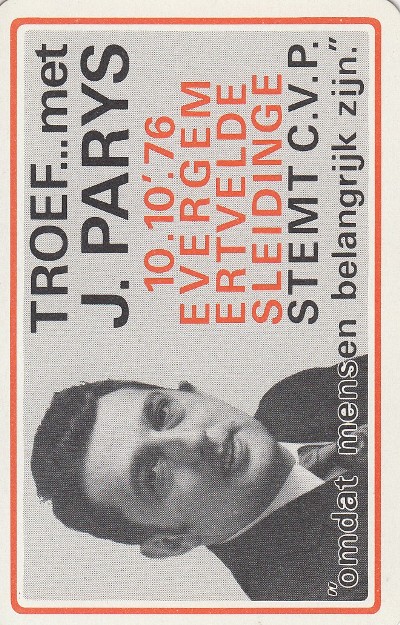 TROEF...met
J. PARYS
10.10.'76
EVERGEM
ERTVELDE
SLEIDINGE
STEMT C.V.P.
"omdat mensen belangrijk zijn."